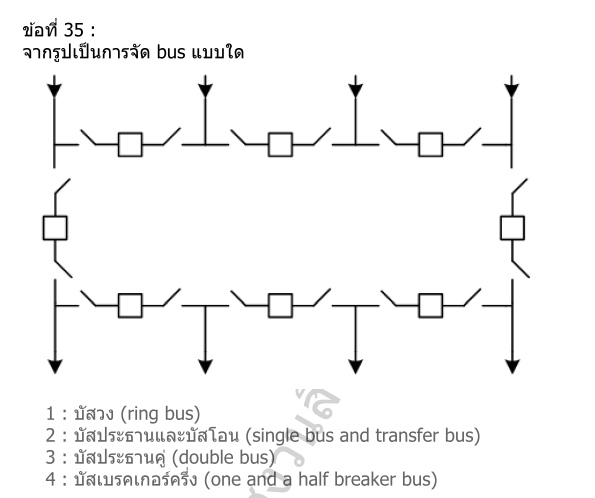 ข้อที่ 35 :
จากรูปเป็นการจัด bus แบบใด
1 : บัสวง (ring bus)
2 : บัสประธานและบัสโอน (single bus and transfer bus)
3 : บัสประธานคู่ (double bus)
4 : บัสเบรคเกอร์ครึ่ง (one and a half breaker bus)